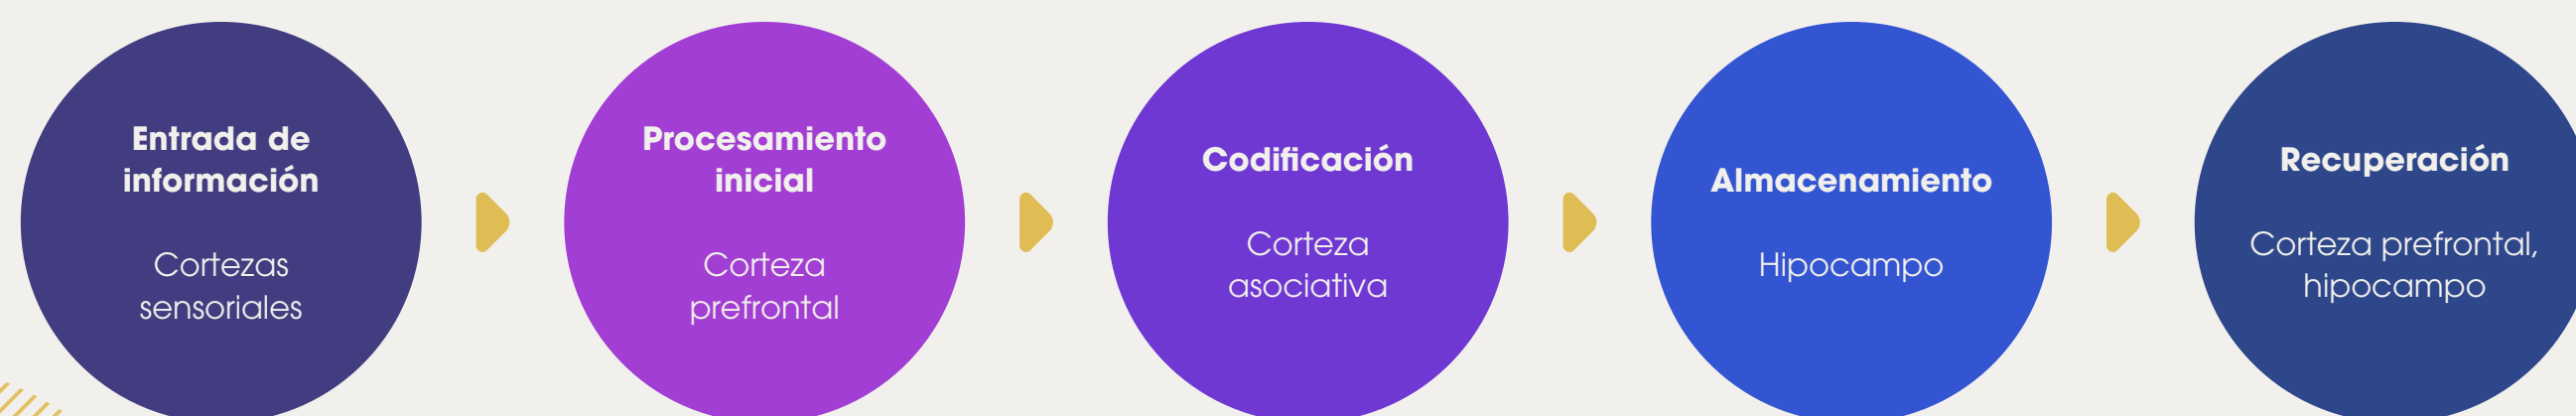 Entrada de
información
Cortezas
sensoriales
Procesamiento
inicial
Corteza
prefrontal
Codificación
Corteza
asociativa
Almacenamiento
Hipocampo
Recuperación
Corteza prefrontal,
hipocampo